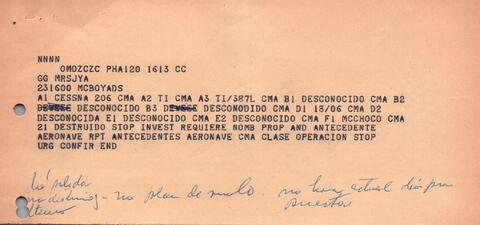 NNNN
OMOZCZC PHA120 1613 CC
GG MRSJYA
231600 MCBOYADS
A1 CESSNA 206 CMA A2 TI CMA A3 TI/387L CMA B1 DESCONOCIDO CMA B2
DESCONOCIDO B3 DESCONOCIDO CMA D1 18/06 CMA D2
DESCONOCIDA E1 DESCONOCIDO CMA E2 DESCONOCIDO CMA F1 MCCHOCO CMA
21 DESTRUIDO STOP INVEST REQUIERE NOMB PROP AND ANTECEDENTE
AERONAVE RPT ANTECEDENTES AERONAVE CMA CLASE OPERACION STOP
URG CONFIR END
no plan de vuelo. no hay actual